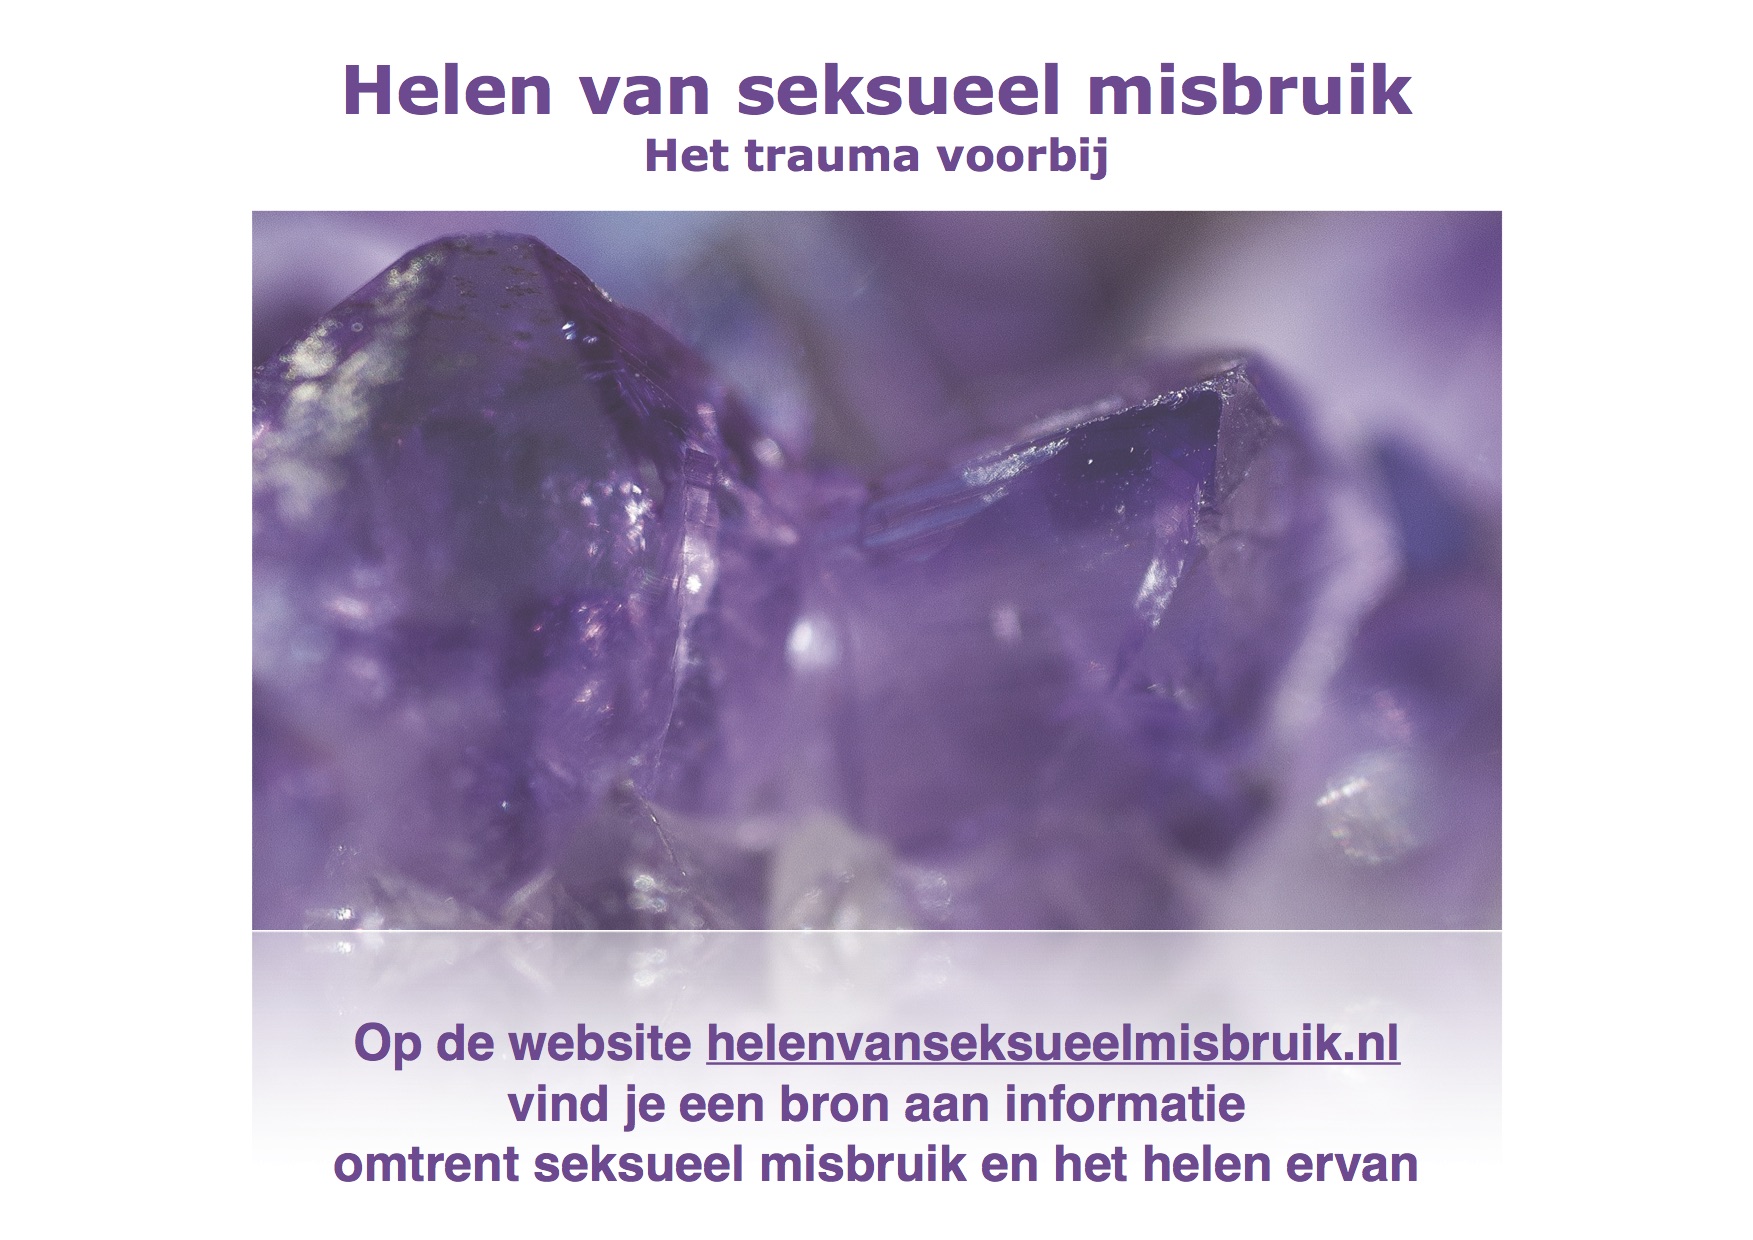 Helen van seksueel misbruik
Het trauma voorbij
Op de website helenvanseksueelmisbruik.nl
vind je een bron aan informatie
omtrent seksueel misbruik en het helen ervan